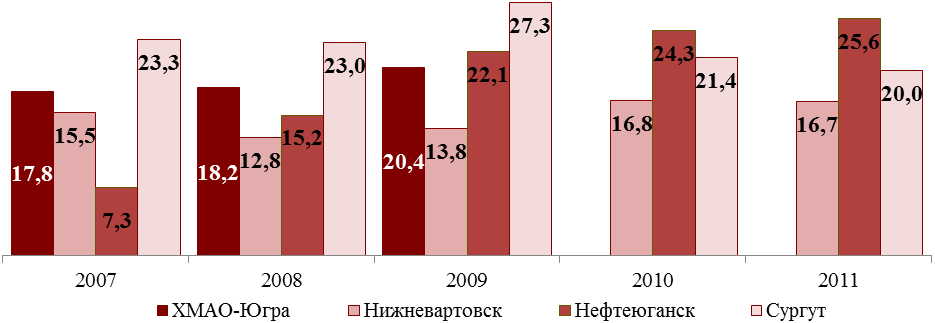 17,8 15,5 7,3 23,3 18,2 12,8 15,2 23,0 20,4 13,8 22,1 27,3 16,8 24,3 21,4 16,7 25,6 20,0
2007 2008 2009 2010 2011
ХМАО-Югра Нижневартовск Нефтеюганск Сургут